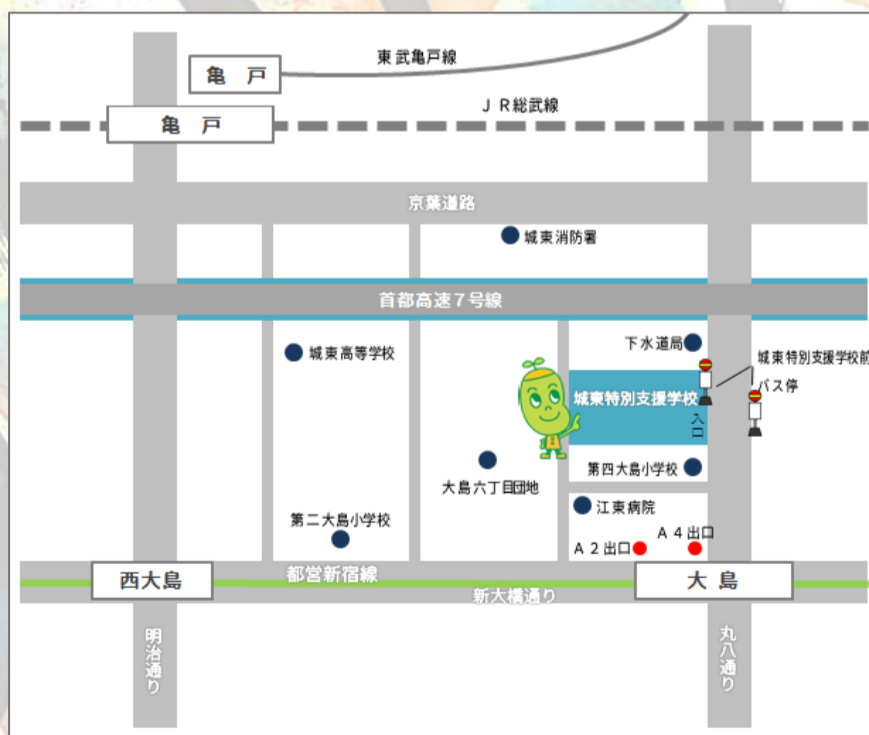 東武亀戸線
亀戸
JR総武線
亀戸
京葉道路
城東消防署
首都高速7号線
城東高等学校
下水道局
城東特別支援学校前
バス停
城東特別支援学校
入口
第四大島小学校
大島六丁目団地
江東病院
第二大島小学校
A4出口
A2出口
都営新宿線
西大島
大島
新大橋通り
明治通り
丸八通り